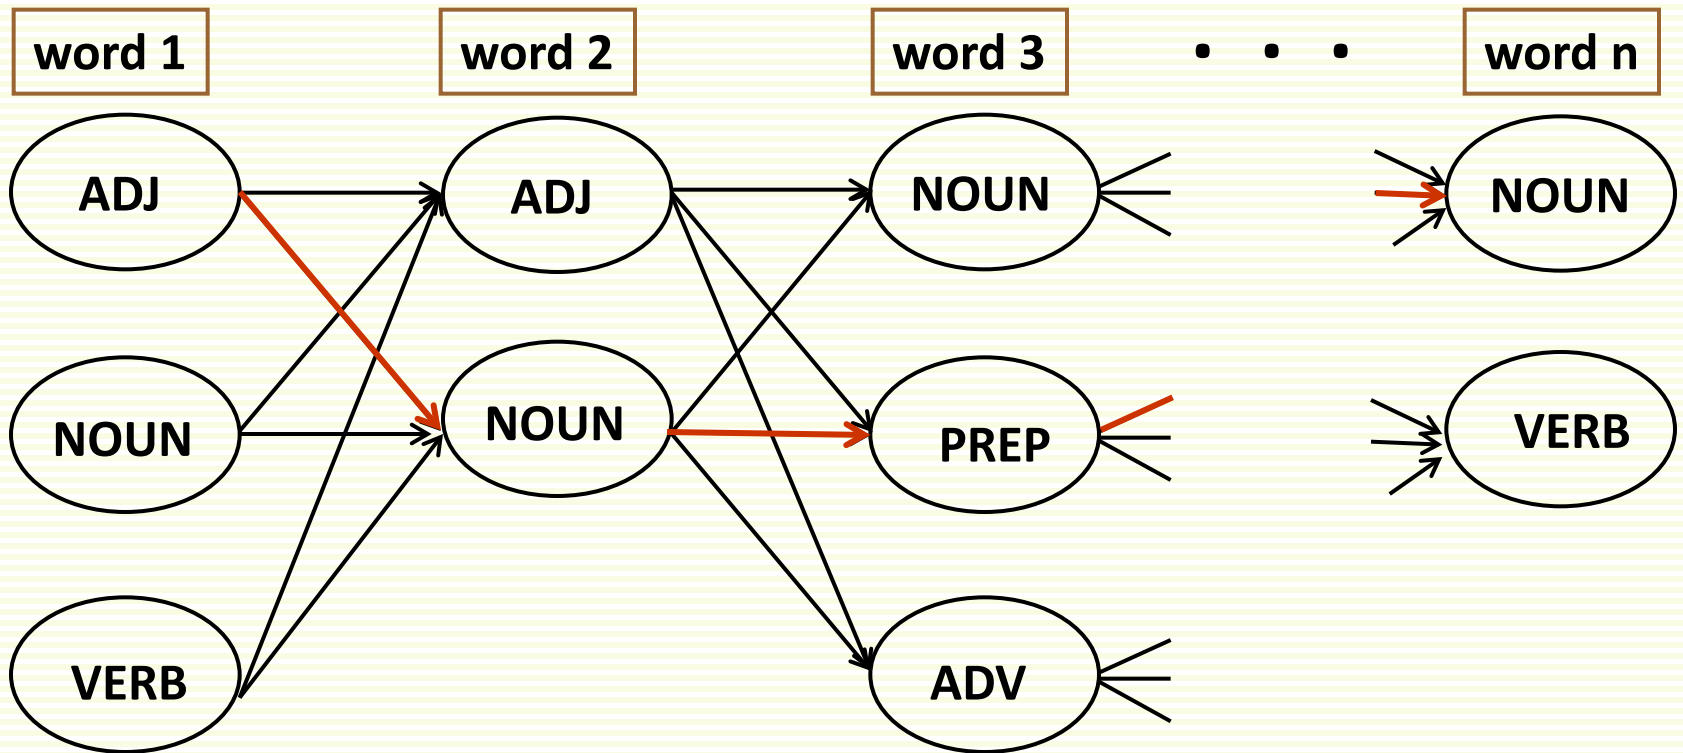 word 1 word 2 word 3 . . . word n
ADJ ADJ NOUN NOUN
NOUN NOUN PREP VERB
VERB ADV